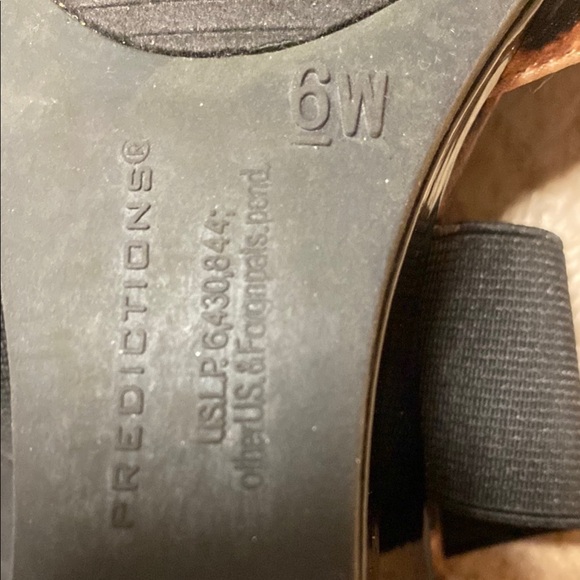 6W
PREDICTIONS®
U.S.L.P. 6,430,844;
other U.S. & Foreign pats. pend.